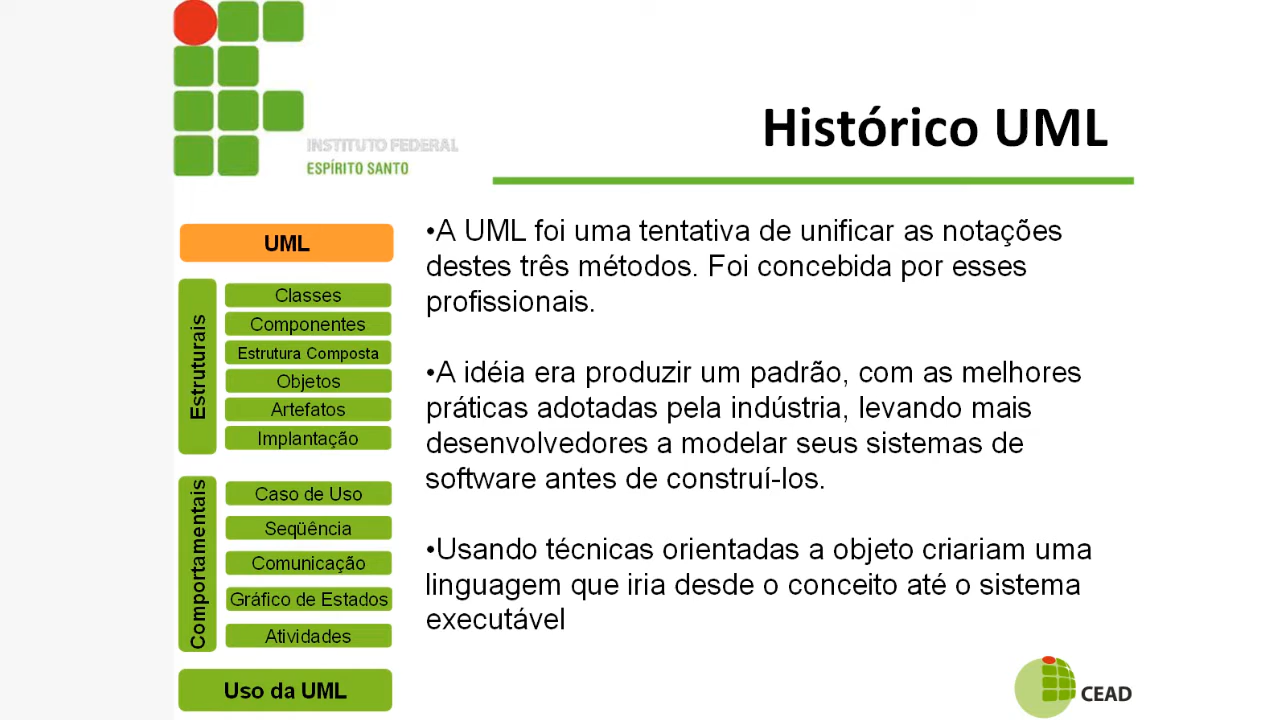 INSTITUTO FEDERAL
ESPÍRITO SANTO
Histórico UML
UML
Estruturais
Classes
Componentes
Estrutura Composta
Objetos
Artefatos
Implantação
Comportamentais
Caso de Uso
Seqüência
Comunicação
Gráfico de Estados
Atividades
Uso da UML
•A UML foi uma tentativa de unificar as notações
destes três métodos. Foi concebida por esses
profissionais.
•A idéia era produzir um padrão, com as melhores
práticas adotadas pela indústria, levando mais
desenvolvedores a modelar seus sistemas de
software antes de construí-los.
•Usando técnicas orientadas a objeto criariam uma
linguagem que iria desde o conceito até o sistema
executável
CEAD